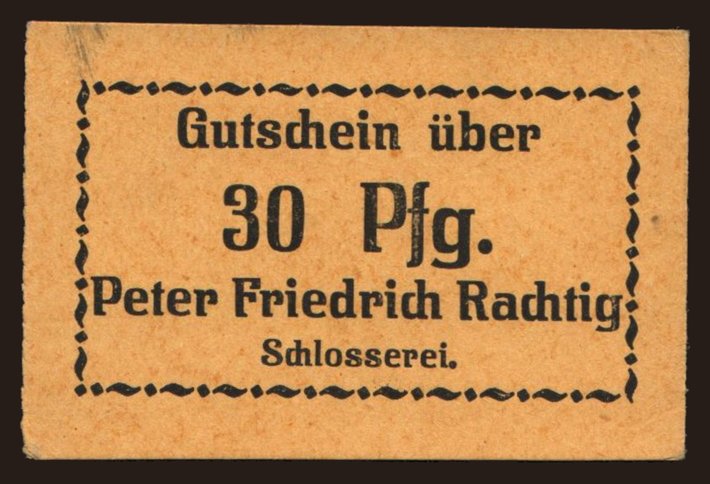 Gutschein über
30 Pfg.
Peter Friedrich Rachtig
Schlosserei.